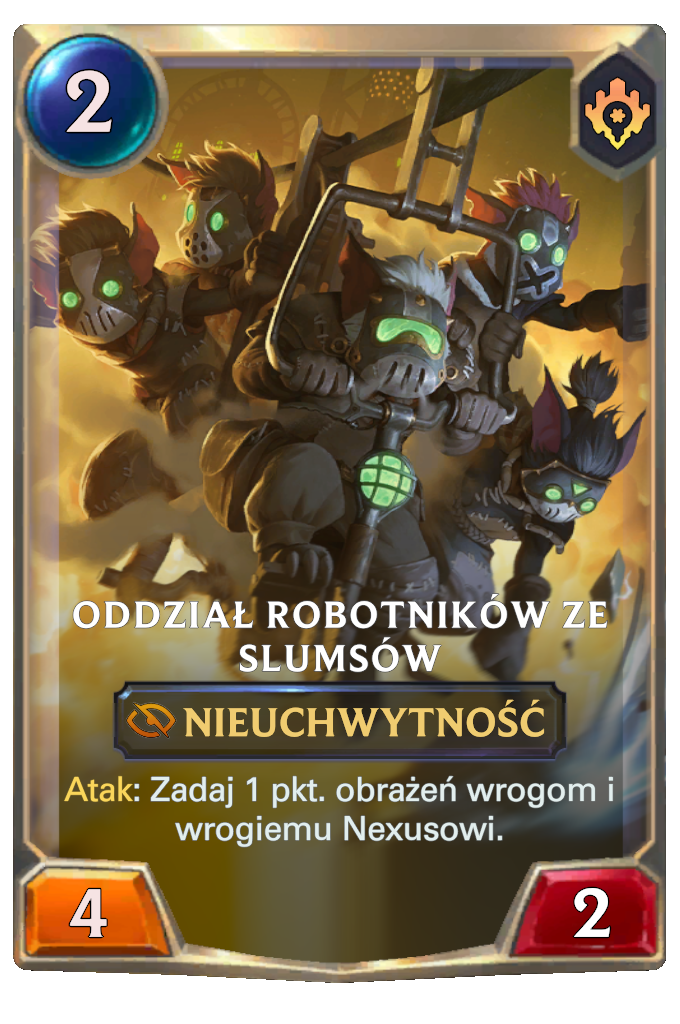 2
ODDZIAŁ ROBOTNIKÓW ZE
SLUMSÓW
NIEUCHWYTNOŚĆ
Atak: Zadaj 1 pkt. obrażeń wrogom i
wrogiemu Nexusowi.
4
2